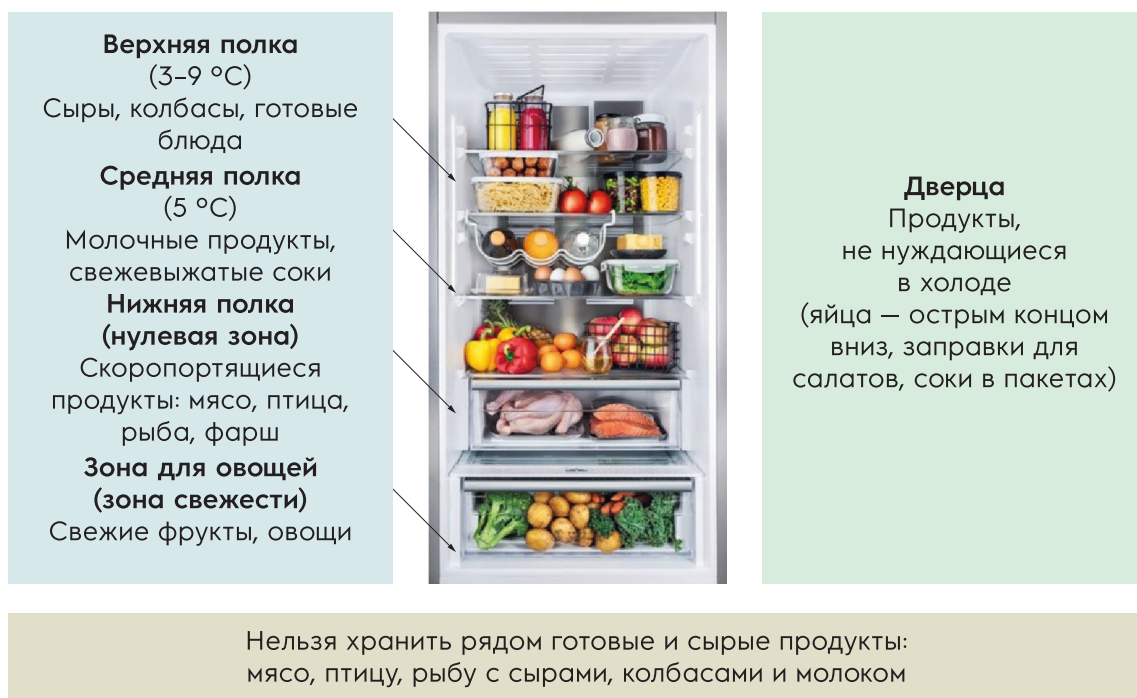 Верхняя полка
(3–9 °С)
Сыры, колбасы, готовые
блюда
Средняя полка
(5 °С)
Молочные продукты,
свежевыжатые соки
Нижняя полка
(нулевая зона)
Скоропортящиеся
продукты: мясо, птица,
рыба, фарш
Зона для овощей
(зона свежести)
Свежие фрукты, овощи
Дверца
Продукты,
не нуждающиеся
в холоде
(яйца — острым концом
вниз, заправки для
салатов, соки в пакетах)
Нельзя хранить рядом готовые и сырые продукты:
мясо, птицу, рыбу с сырами, колбасами и молоком